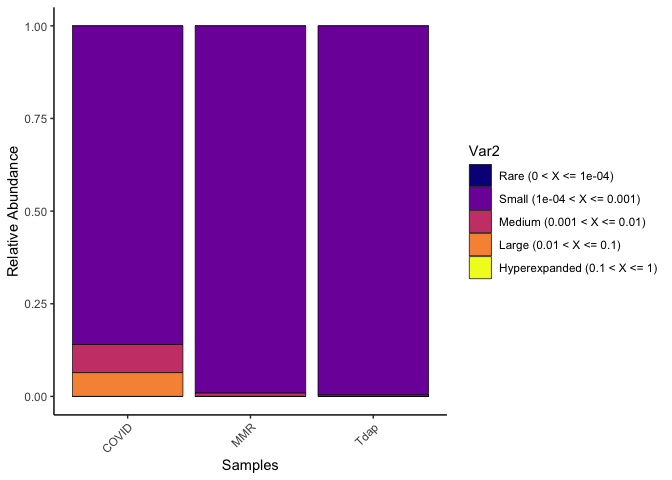 1.00
0.75
0.50
0.25
0.00
Relative Abundance
COVID
MMR
Tdap
Samples
Var2
Rare (0 < X <= 1e-04)
Small (1e-04 < X <= 0.001)
Medium (0.001 < X <= 0.01)
Large (0.01 < X <= 0.1)
Hyperexpanded (0.1 < X <= 1)